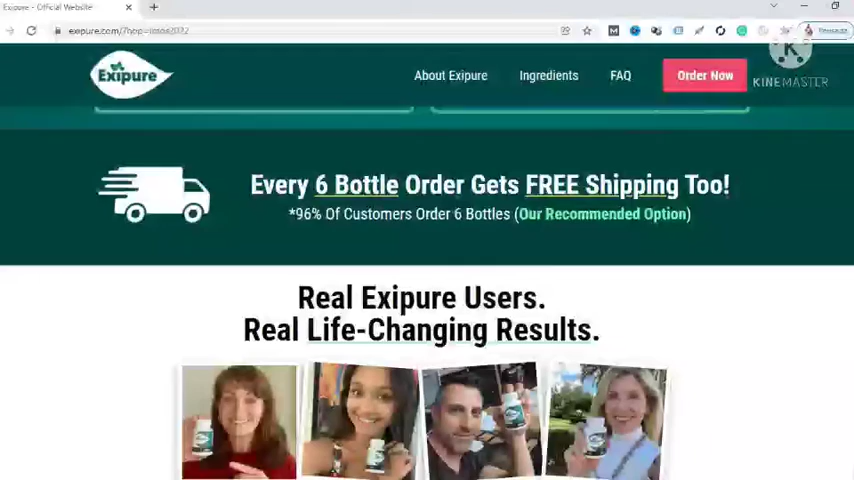 Exipure - Official Website
exipure.com/?hop=
Exipure
About Exipure
Ingredients
FAQ
Order Now
KINEMASTER
Every 6 Bottle Order Gets FREE Shipping Too!
*96% Of Customers Order 6 Bottles (Our Recommended Option)
Real Exipure Users.
Real Life-Changing Results.